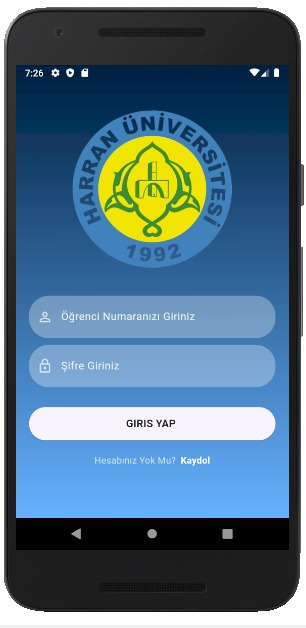 7:26
HARRAN ÜNİVERSİTESİ
1992
Öğrenci Numaranızı Giriniz
Şifre Giriniz
GIRIS YAP
Hesabınız Yok Mu? Kaydol